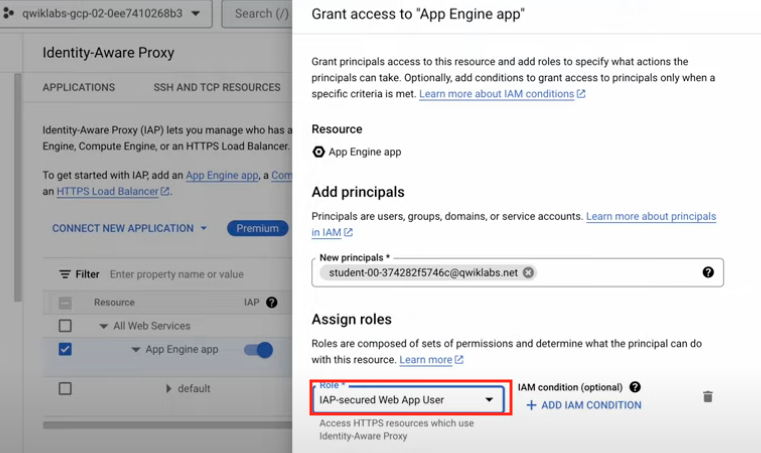 qwiklabs-gcp-02-0ee7410268b3
Search (/)
Identity-Aware Proxy
APPLICATIONS
SSH AND TCP RESOURCES
Identity-Aware Proxy (IAP) lets you manage who has a
Engine, Compute Engine, or an HTTPS Load Balancer.
To get started with IAP, add an App Engine app, a Com
an HTTPS Load Balancer.
CONNECT NEW APPLICATION
Premium
Filter Enter property name or value
Resource
IAP
All Web Services
App Engine app
default
Grant access to "App Engine app"
Grant principals access to this resource and add roles to specify what actions the
principals can take. Optionally, add conditions to grant access to principals only when a
specific criteria is met. Learn more about IAM conditions
Resource
App Engine app
Add principals
Principals are users, groups, domains, or service accounts. Learn more about principals
in IAM
New principals *
student-00-374282f5746c@qwiklabs.net
Assign roles
Roles are composed of sets of permissions and determine what the principal can do
with this resource. Learn more
Role *
IAP-secured Web App User
IAM condition (optional)
+ ADD IAM CONDITION
Access HTTPS resources which use
Identity-Aware Proxy